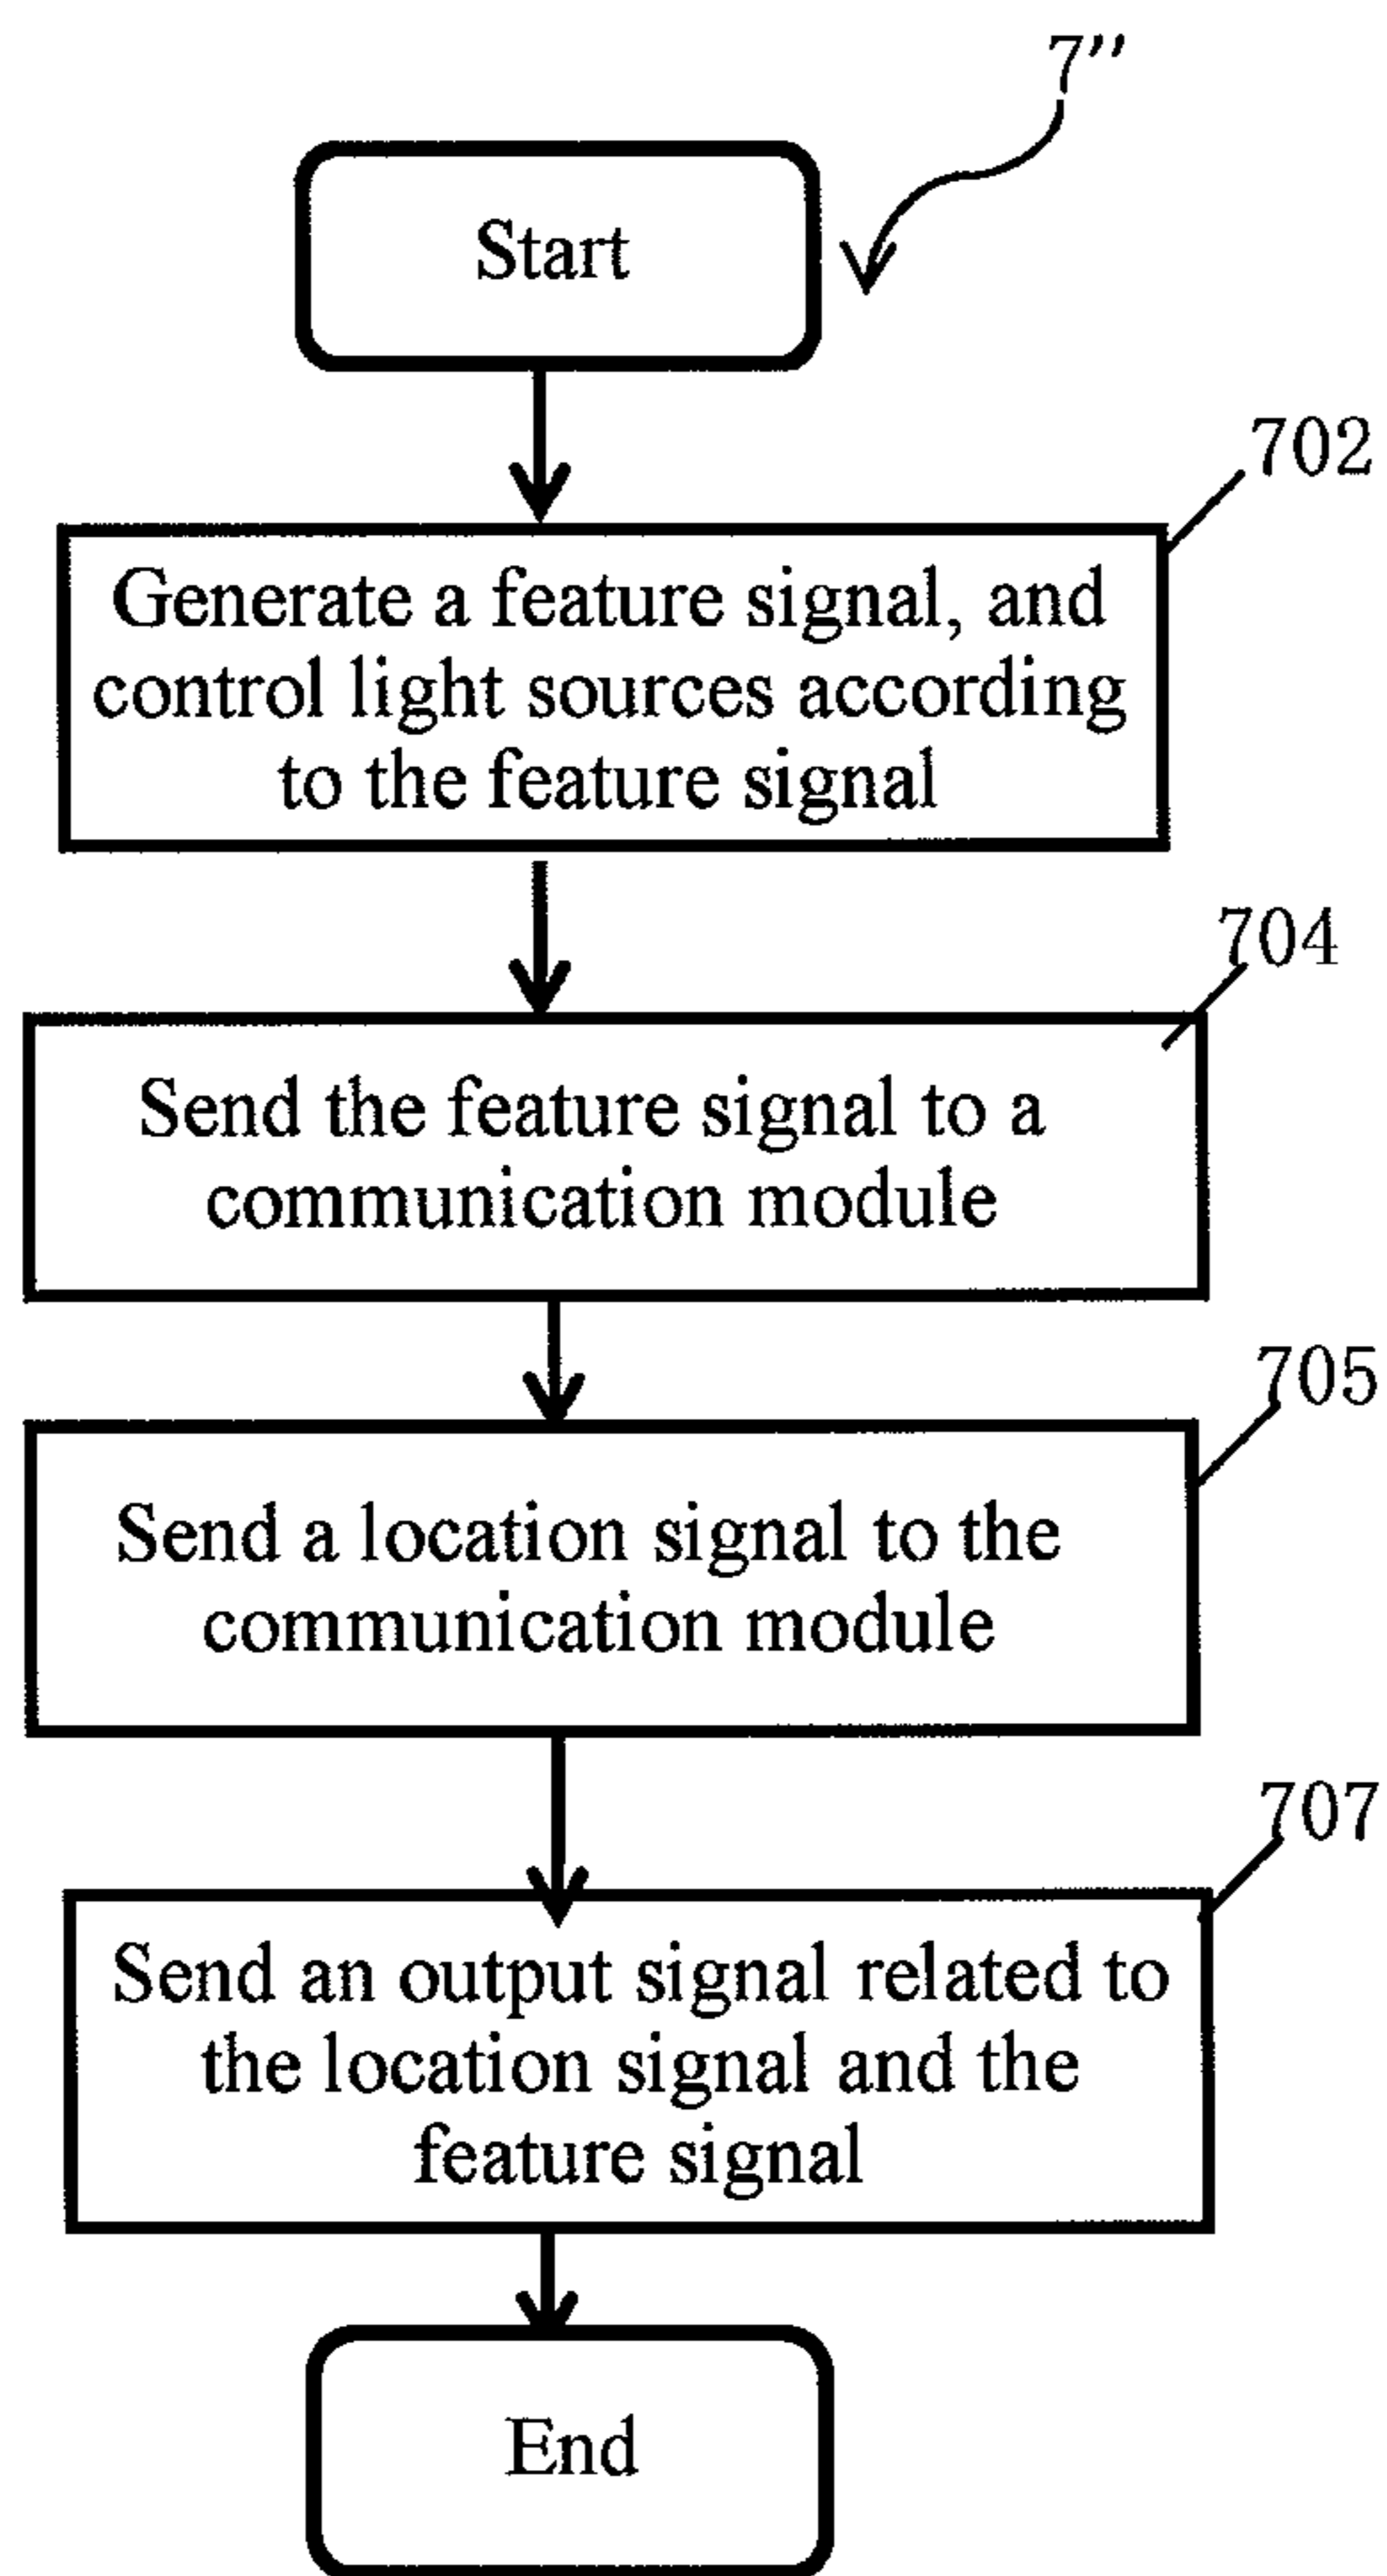 7''
Start
702
Generate a feature signal, and
control light sources according
to the feature signal
704
Send the feature signal to a
communication module
705
Send a location signal to the
communication module
707
Send an output signal related to
the location signal and the
feature signal
End